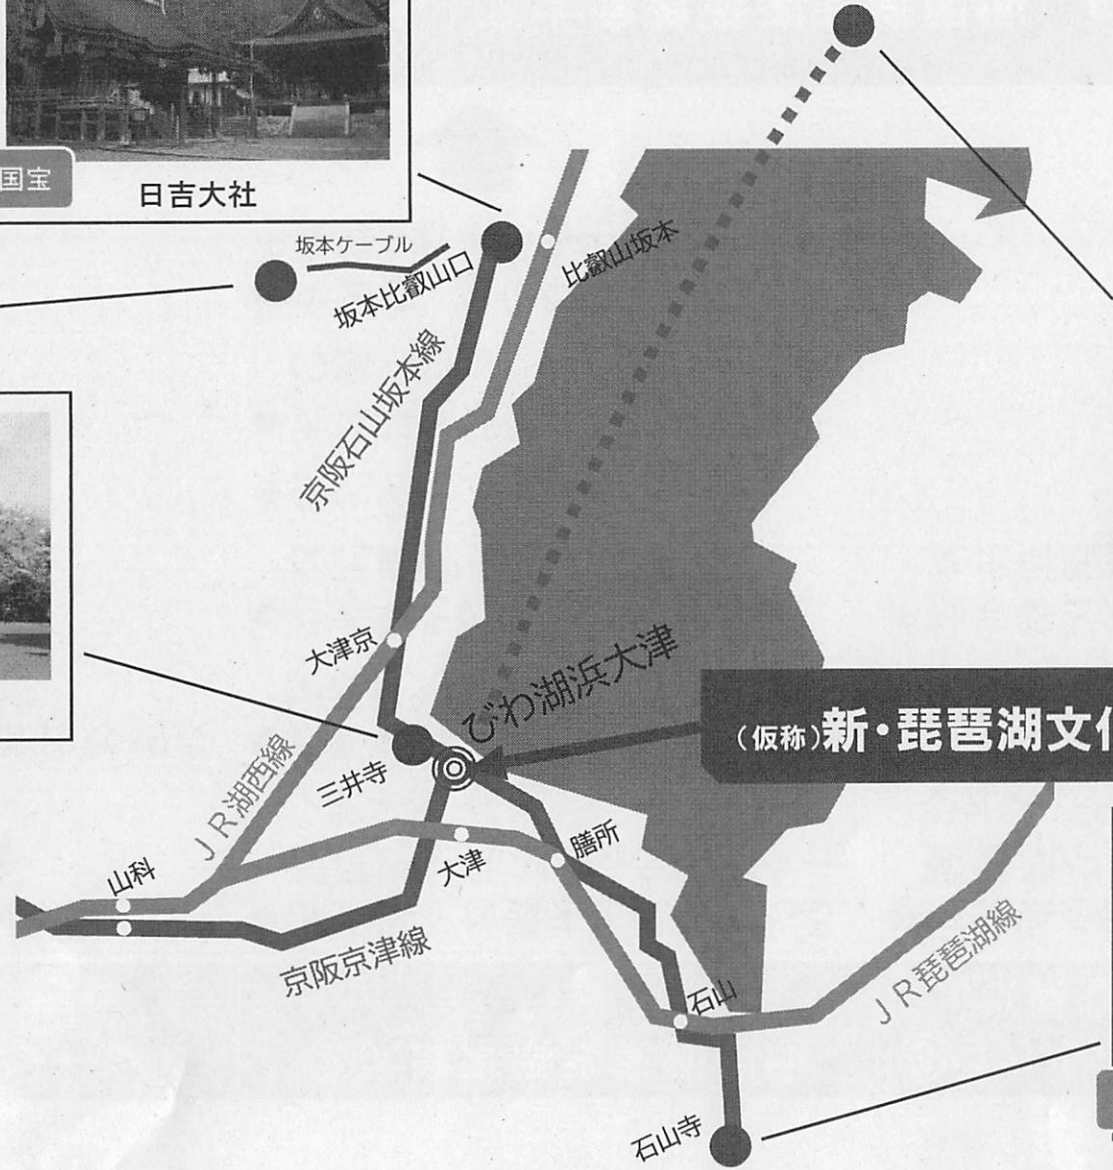 国宝
日吉大社
坂本ケーブル
坂本比叡山口
比叡山坂本
京阪石山坂本線
大津京
びわ湖浜大津
(仮称)新・琵琶湖文化
三井寺
JR湖西線
山科
大津
膳所
京阪京津線
石山
JR琵琶湖線
石山寺